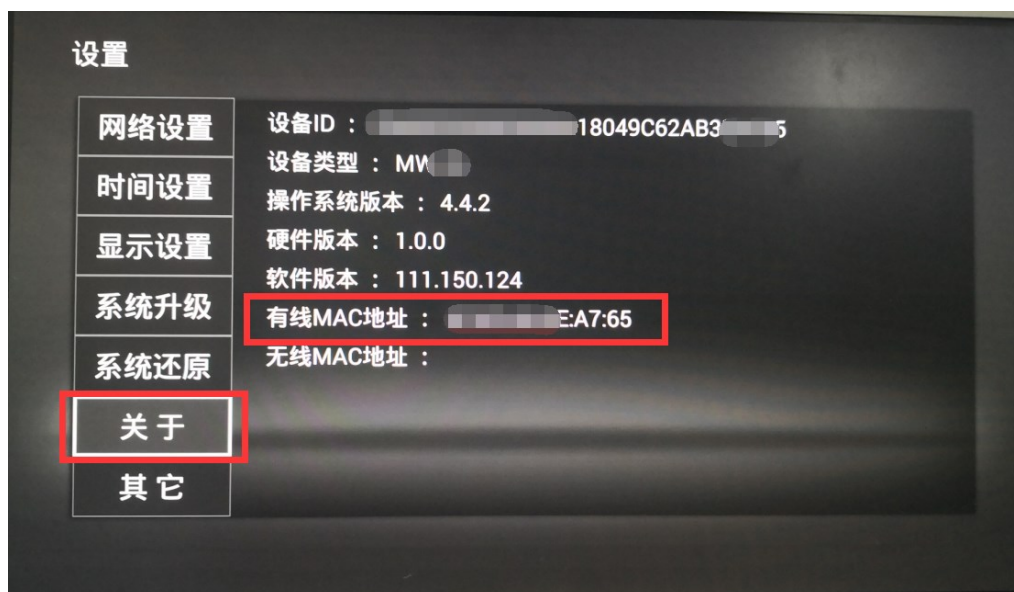 设置
网络设置
时间设置
显示设置
系统升级
系统还原
关于
其它
设备ID： 18049C62AB3 5
设备类型： MW
操作系统版本： 4.4.2
硬件版本： 1.0.0
软件版本： 111.150.124
有线MAC地址： E:A7:65
无线MAC地址：